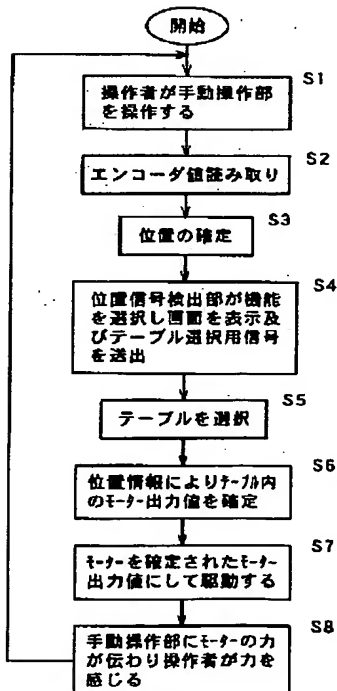 開始
S1
操作者が手動操作部
を操作する
S2
エンコーダ値読み取り
S3
位置の確定
S4
位置信号検出部が機能
を選択し画面を表示及
びテーブル選択用信号
を送出
S5
テーブルを選択
S6
位置情報によりテーブル内
のモーター出力値を確定
S7
モーターを確定されたモーター
出力値にして駆動する
S8
手動操作部にモーターの力
が伝わり操作者が力を
感じる